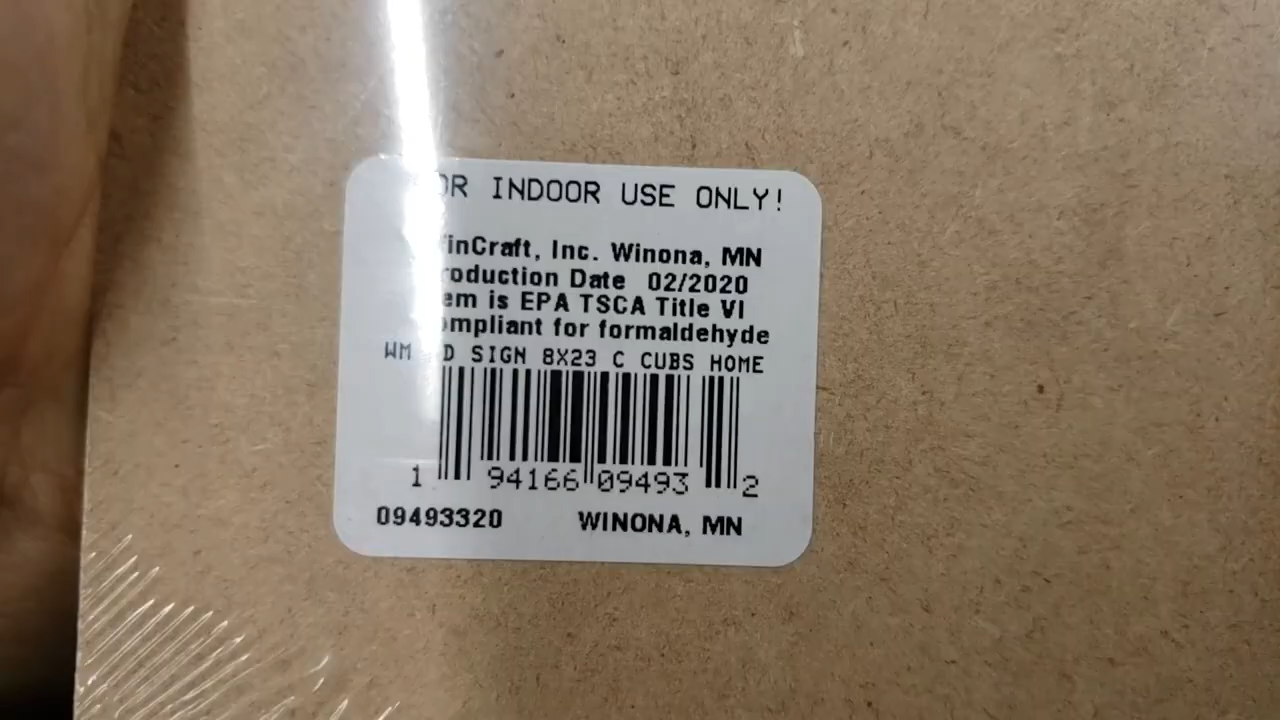 OR INDOOR USE ONLY!
inCraft, Inc. Winona, MN
roduction Date 02/2020
em is EPA TSCA Title VI
ompliant for formaldehyde
WM D SIGN 8X23 C CUBS HOME
1 94166 09493 2
09493320 WINONA, MN